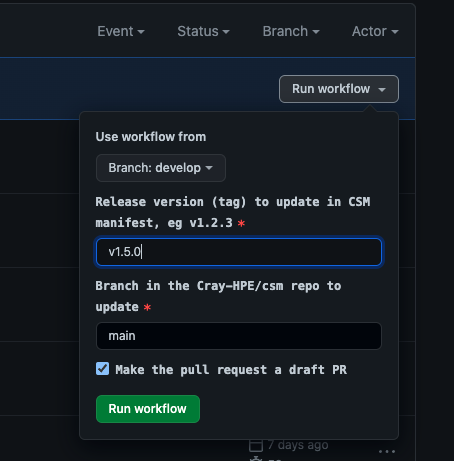 Event Status Branch Actor
Run workflow
Use workflow from
Branch: develop
Release version (tag) to update in CSM
manifest, eg v1.2.3 *
v1.5.0
Branch in the Cray-HPE/csm repo to
update *
main
Make the pull request a draft PR
Run workflow
7 days ago